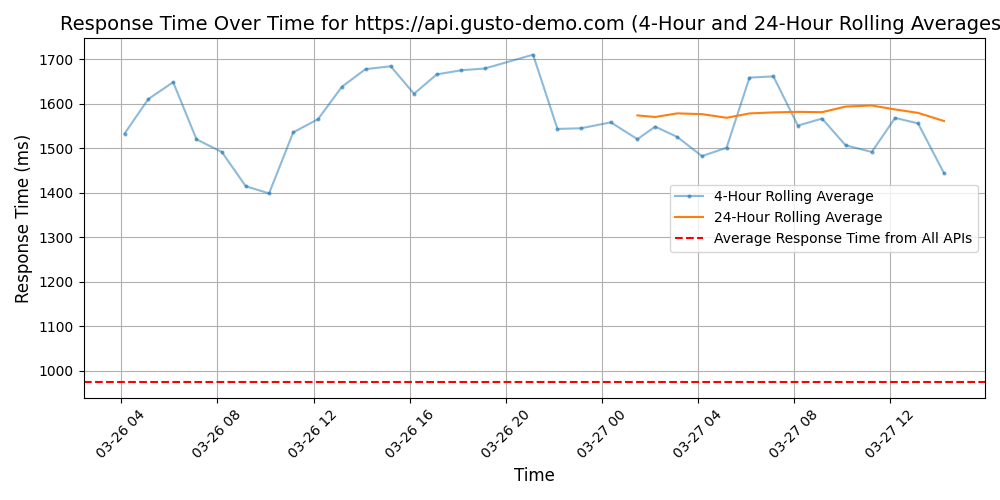 Response Time Over Time for https://api.gusto-demo.com (4-Hour and 24-Hour Rolling Averages
Response Time (ms)
1700
1600
1500
1400
1300
1200
1100
1000
4-Hour Rolling Average
24-Hour Rolling Average
Average Response Time from All APIs
03-26 04
03-26 08
03-26 12
03-26 16
03-26 20
03-27 00
03-27 04
03-27 08
03-27 12
Time